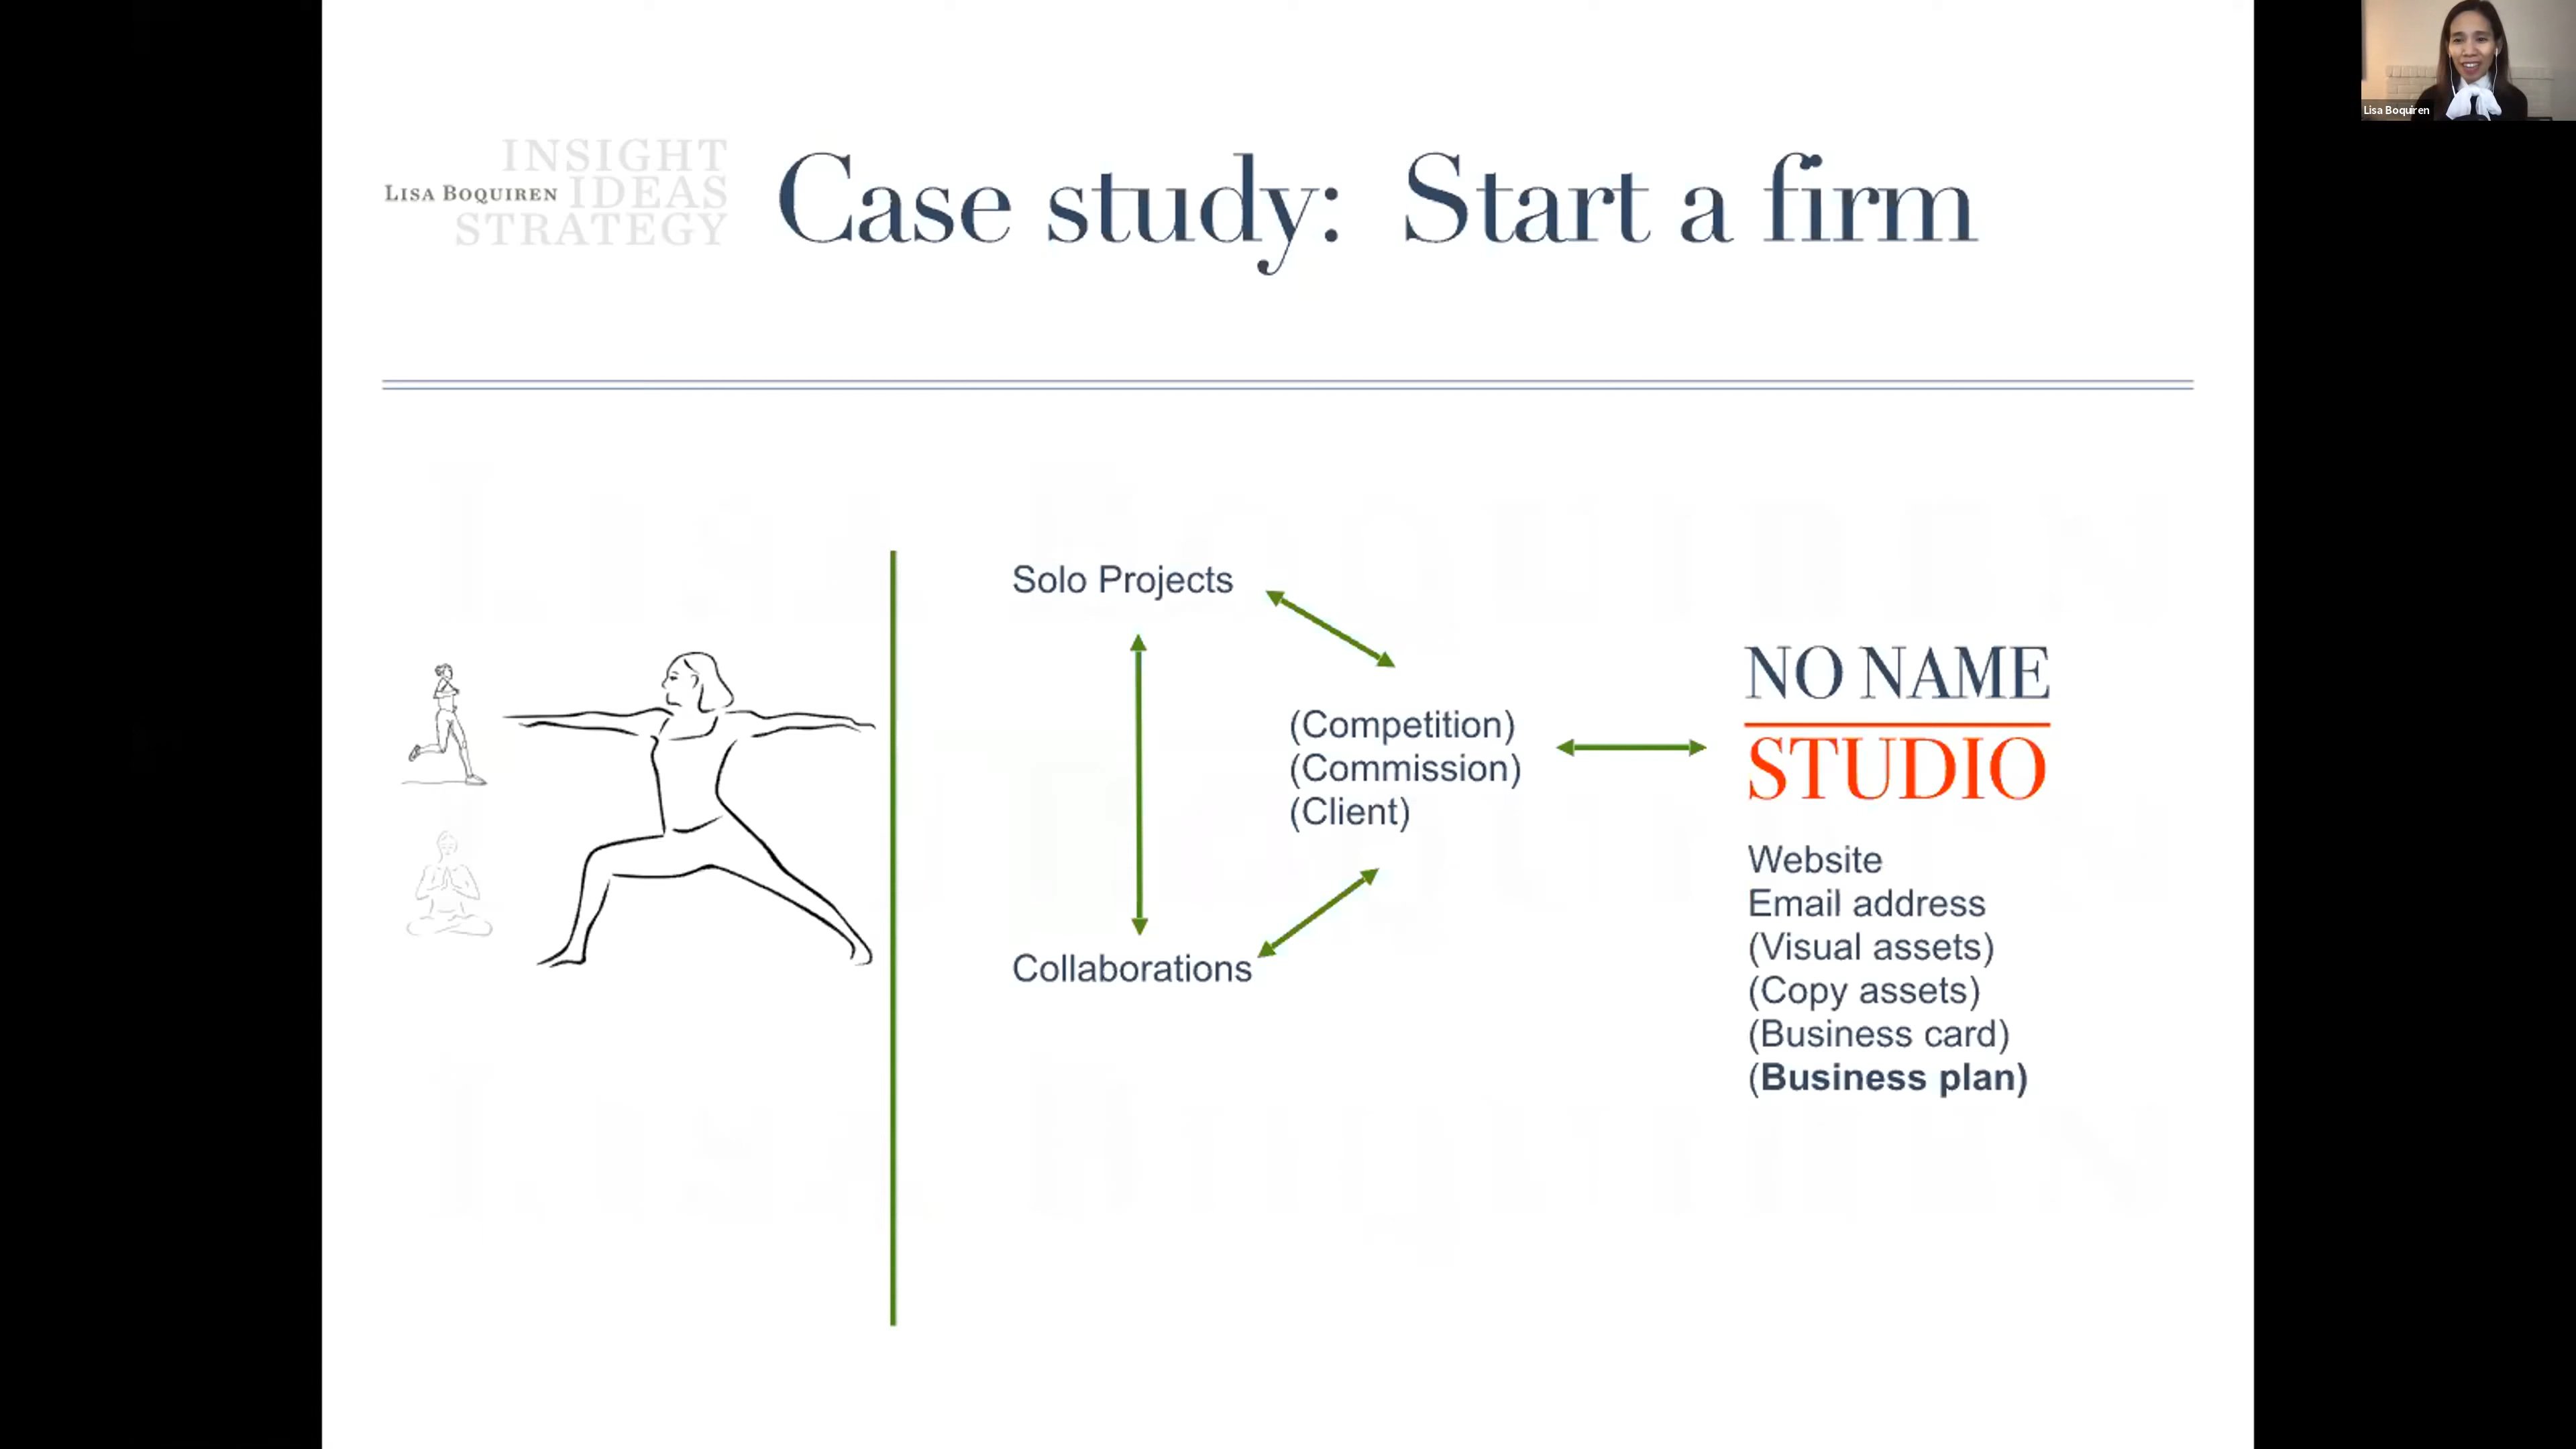 Lisa Boquiren
INSIGHT
LISA BOQUIREN IDEAS
STRATEGY
Case study: Start a firm
Solo Projects
(Competition)
(Commission)
(Client)
Collaborations
NO NAME
STUDIO
Website
Email address
(Visual assets)
(Copy assets)
(Business card)
(Business plan)